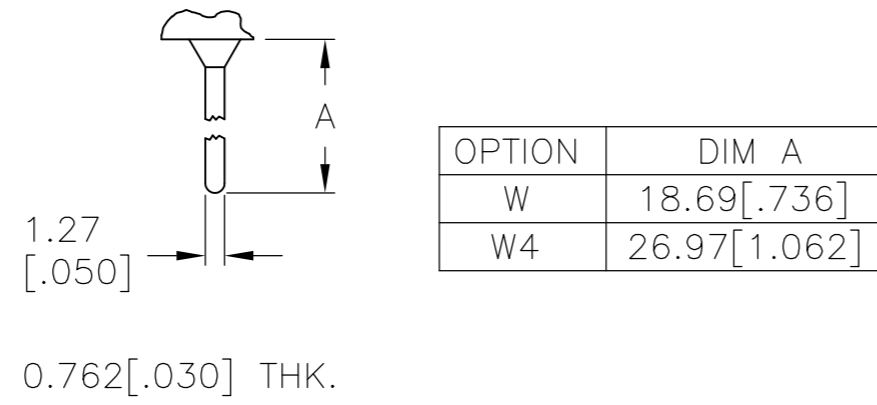 A
1.27
[.050]
0.762[.030] THK.
OPTION DIM A
W 18.69[.736]
W4 26.97[1.062]